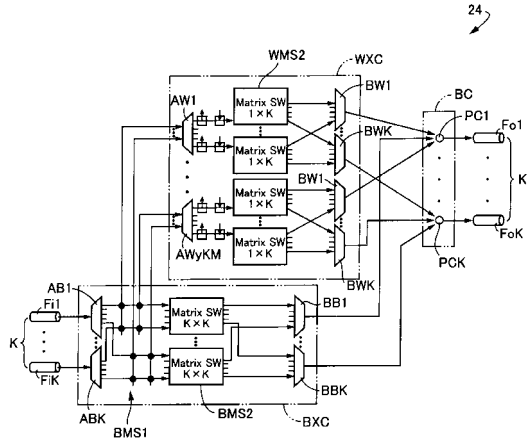 24
WMS2
WXC
AW1
BW1
BC
Matrix SW
1×K
PC1
Fo1
BWK
Matrix SW
1×K
K
BW1
Matrix SW
1×K
Matrix SW
1×K
FoK
AWyKM
BWK
PCK
AB1
BB1
Fi1
Matrix SW
K×K
K
Matrix SW
K×K
FiK
BBK
ABK
BMS2
BXC
BMS1